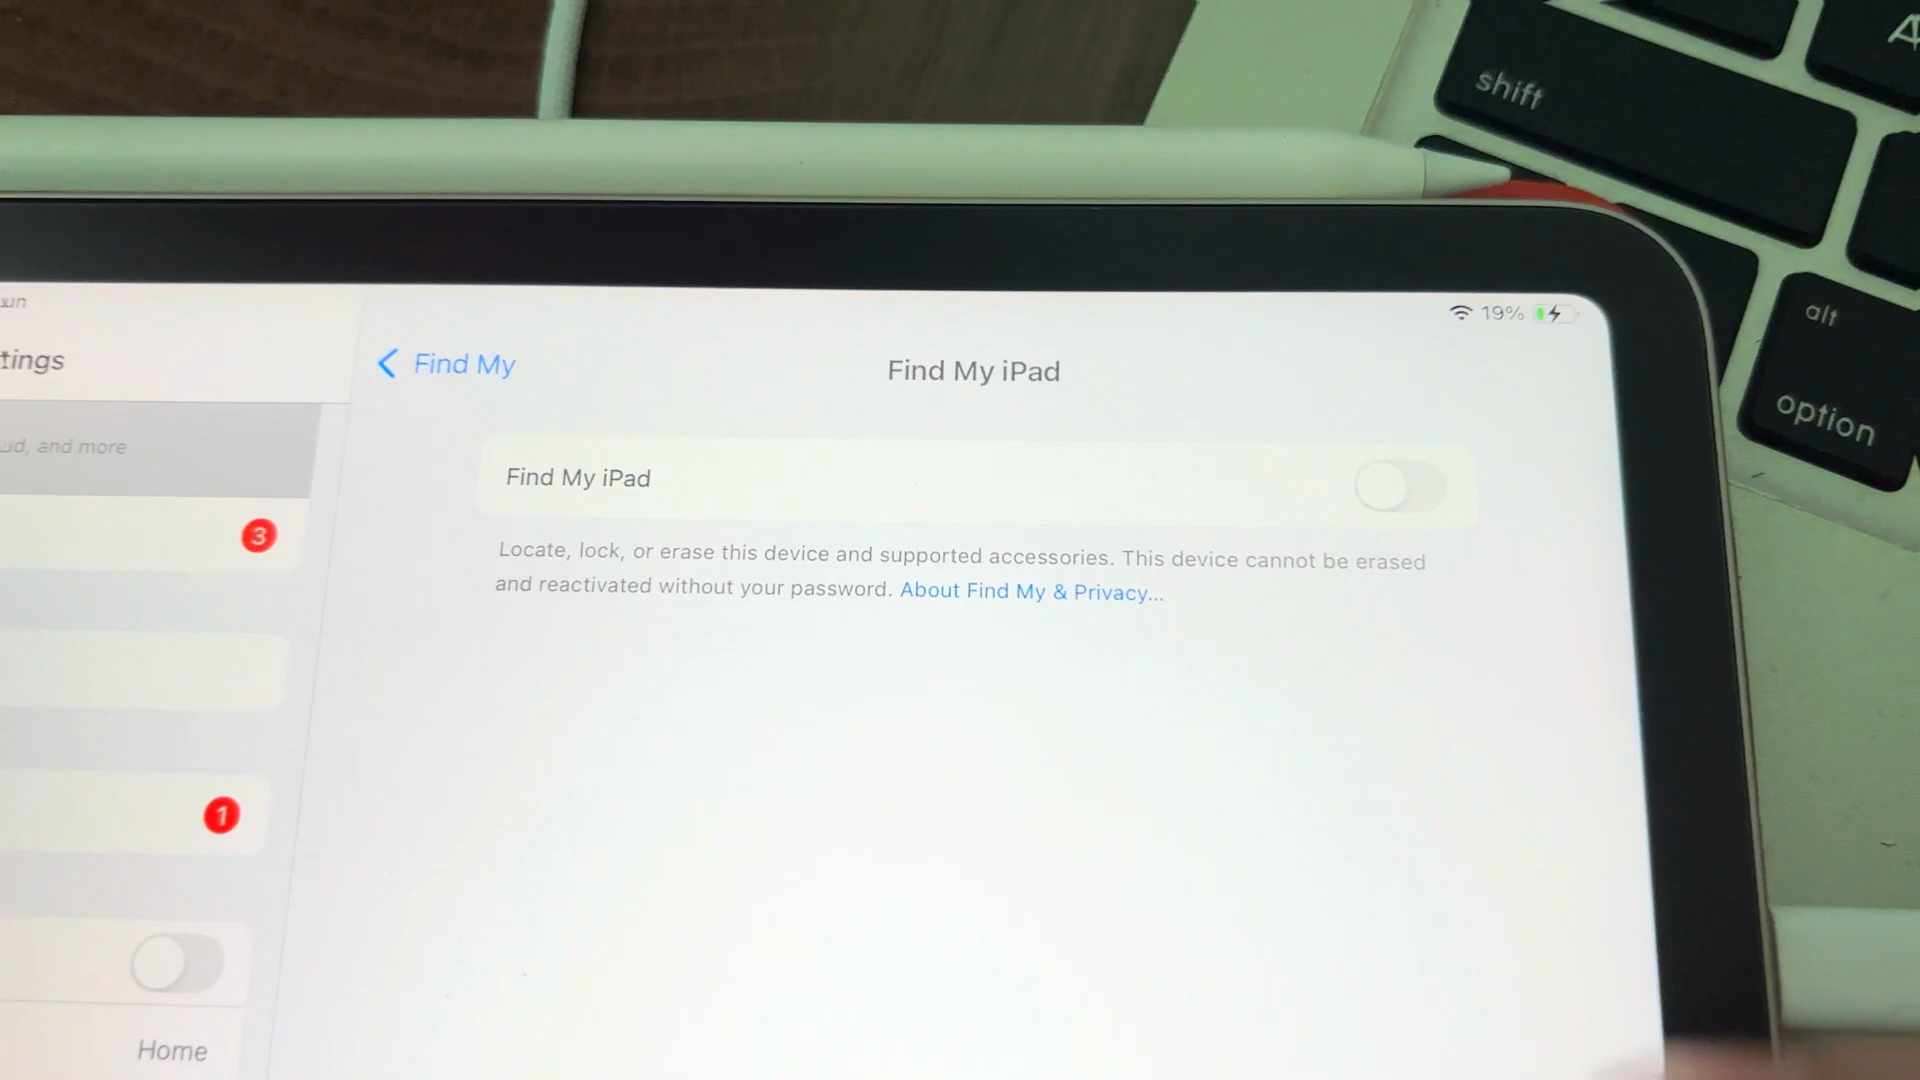 shift
alt
option
19%
tings
Find My
Find My iPad
and more
Find My iPad
3
Locate, lock, or erase this device and supported accessories. This device cannot be erased
and reactivated without your password. About Find My & Privacy...
1
Home